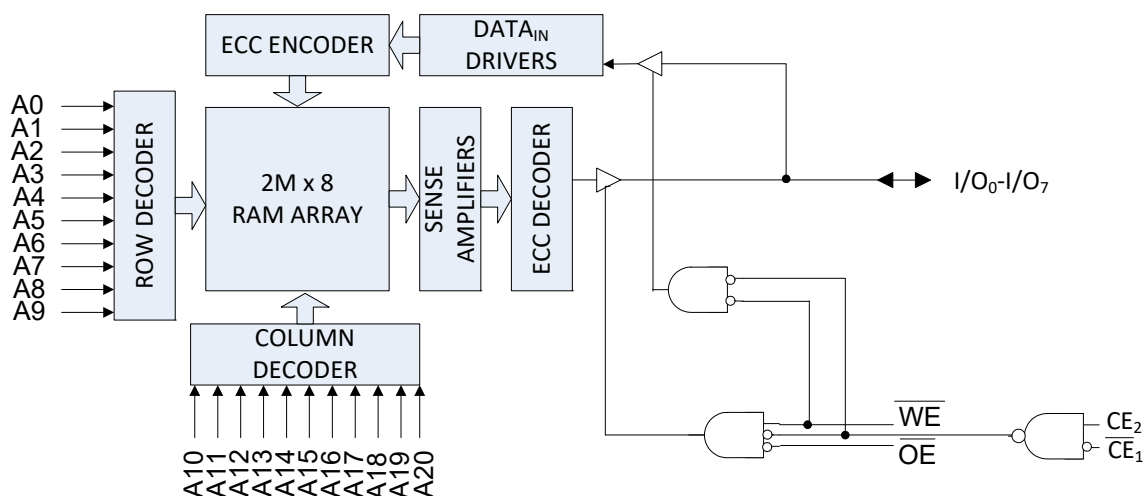 ECC ENCODER
DATAIN
DRIVERS
A0
A1
A2
A3
A4
A5
A6
A7
A8
A9
ROW DECODER
2M x 8
RAM ARRAY
SENSE
AMPLIFIERS
ECC DECODER
I/O0-I/O7
COLUMN
DECODER
A10
A11
A12
A13
A14
A15
A16
A17
A18
A19
A20
WE
OE
CE2
CE1